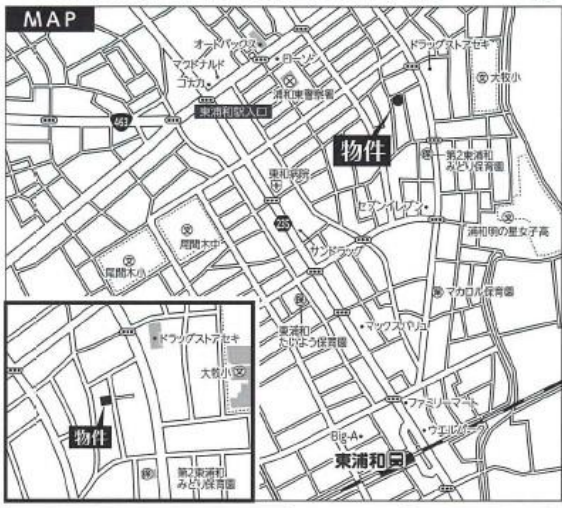 MAP
オートバックス
ローソン
ドラッグストアセキ
マクドナルド
コナカ
大牧小
浦和東警察署
463
東浦和駅入口
物件
第2東浦和
みどり保育園
東和病院
セブンイレブン
235
浦和明の星女子高
尾間木中
サンドラッグ
尾間木小
マカロル保育園
東浦和
たいよう保育園
マックスバリュ
ドラッグストアセキ
大牧小
物件
第2東浦和
みどり保育園
ファミリーマート
ウエルパーク
Big-A
東浦和